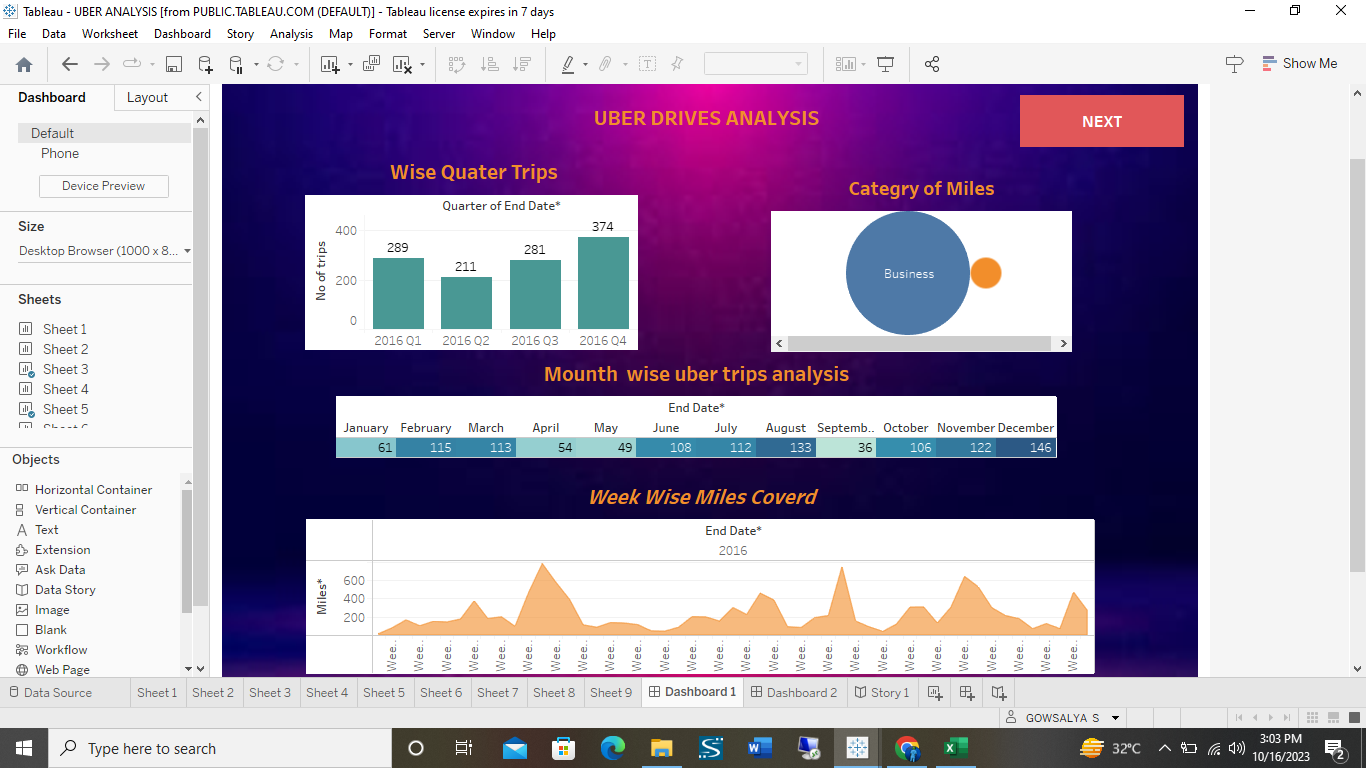 Tableau - UBER ANALYSIS [from PUBLIC.TABLEAU.COM (DEFAULT)] - Tableau license expires in 7 days
File Data Worksheet Dashboard Story Analysis Map Format Server Window Help
Show Me
Dashboard Layout
Default
Phone
Device Preview
Size
Desktop Browser (1000 x 8...
Sheets
Sheet 1
Sheet 2
Sheet 3
Sheet 4
Sheet 5
Objects
Horizontal Container
Vertical Container
Text
Extension
Ask Data
Data Story
Image
Blank
Workflow
Web Page
UBER DRIVES ANALYSIS
NEXT
Wise Quater Trips
Quarter of End Date*
No of trips
400
200
0
289 211 281 374
2016 Q1 2016 Q2 2016 Q3 2016 Q4
Categry of Miles
Business
Mounth wise uber trips analysis
End Date*
January February March April May June July August Septemb.. October November December
61 115 113 54 49 108 112 133 36 106 122 146
Week Wise Miles Coverd
End Date*
2016
Miles*
600
400
200
Wee.. Wee.. Wee.. Wee.. Wee.. Wee.. Wee.. Wee.. Wee.. Wee.. Wee.. Wee.. Wee.. Wee.. Wee.. Wee.. Wee.. Wee.. Wee.. Wee.. Wee.. Wee.. Wee.. Wee.. Wee.. Wee..
Data Source Sheet 1 Sheet 2 Sheet 3 Sheet 4 Sheet 5 Sheet 6 Sheet 7 Sheet 8 Sheet 9 Dashboard 1 Dashboard 2 Story 1
GOWSALYA S
Type here to search
32°C
3:03 PM
10/16/2023
2